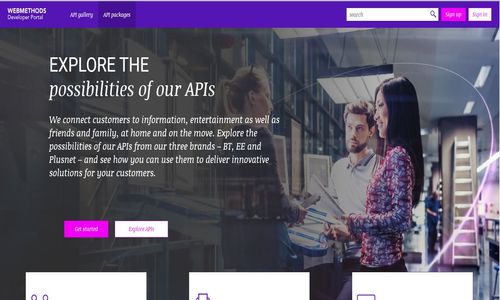 WEBMETHODS
Developer Portal
API gallery
API packages
search
Sign up
Sign in
EXPLORE THE
possibilities of our APIs
We connect customers to information, entertainment as well as
friends and family, at home and on the move. Explore the
possibilities of our APIs from our three brands – BT, EE and
Plusnet – and see how you can use them to deliver innovative
solutions for your customers.
Get started
Explore APIs